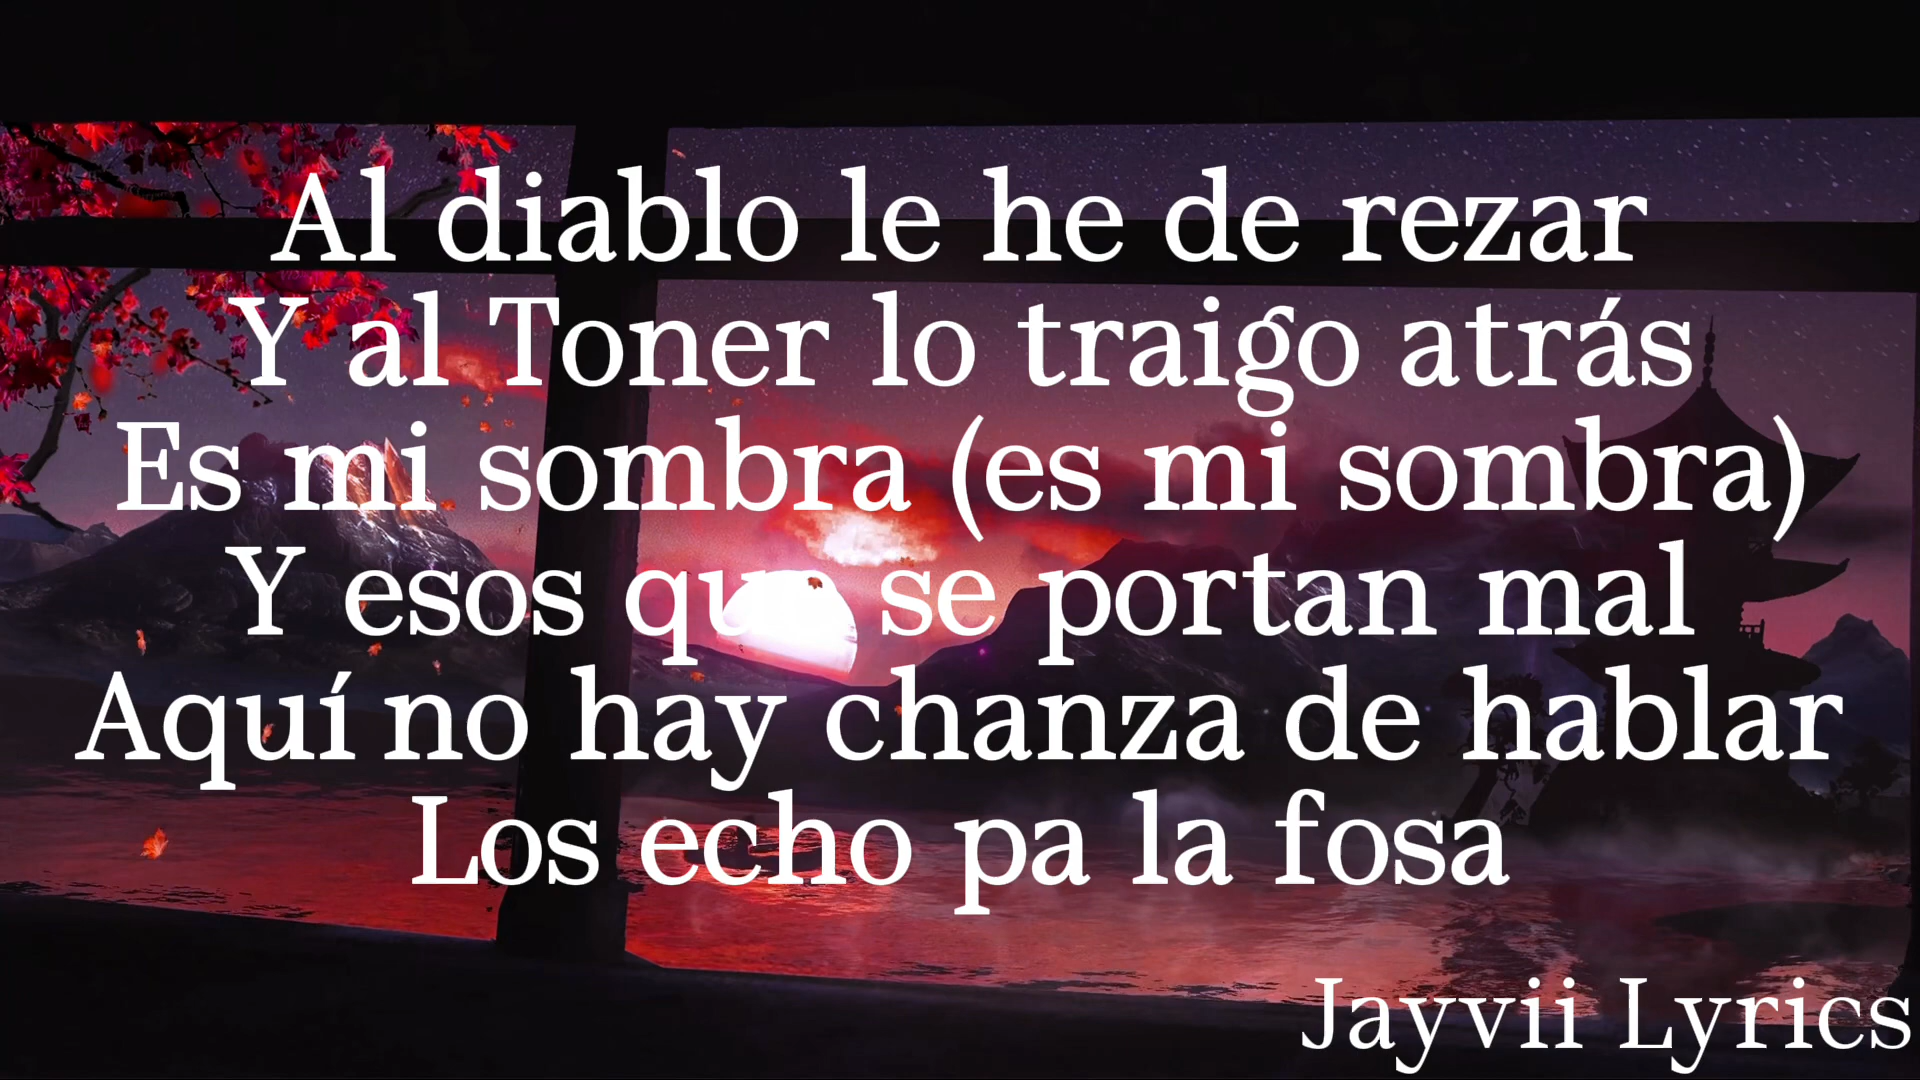 Al diablo le he de rezar
Y al Toner lo traigo atrás
Es mi sombra (es mi sombra)
Y esos que se portan mal
Aquí no hay chanza de hablar
Los echo pa la fosa
Jayvii Lyrics